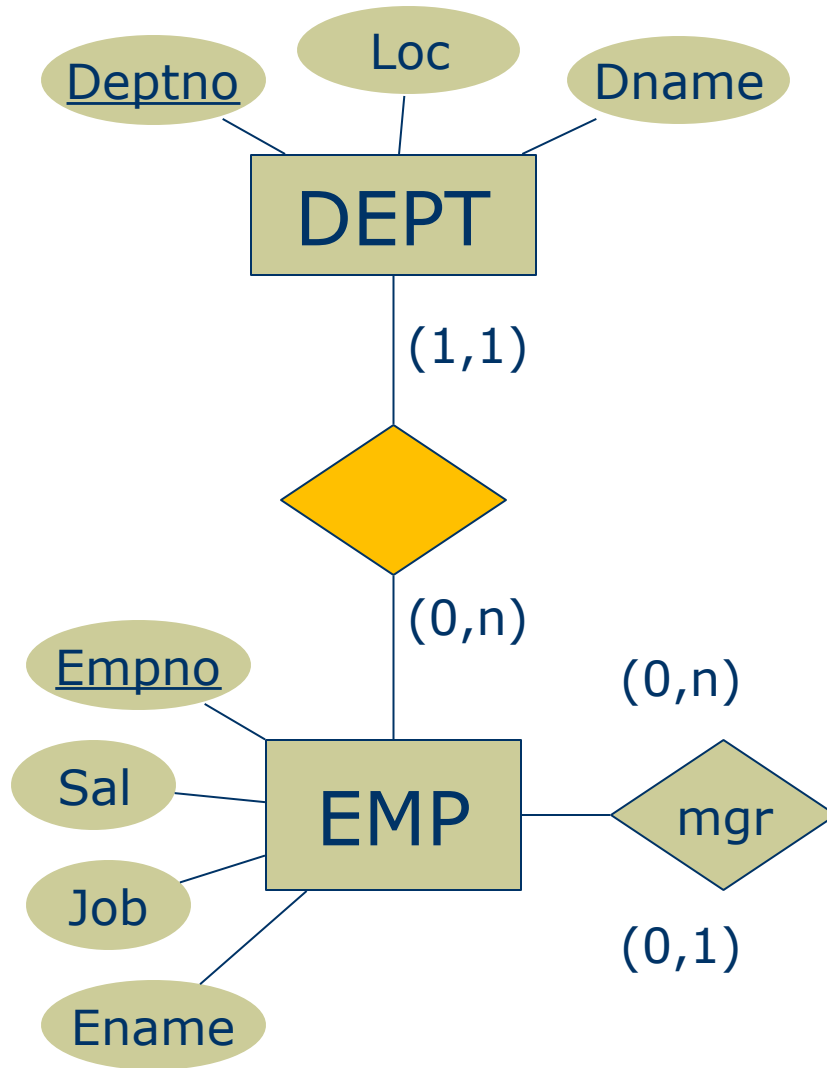 Deptno
Loc
Dname
DEPT
(1,1)
(0,n)
Empno
(0,n)
Sal
EMP
mgr
Job
(0,1)
Ename